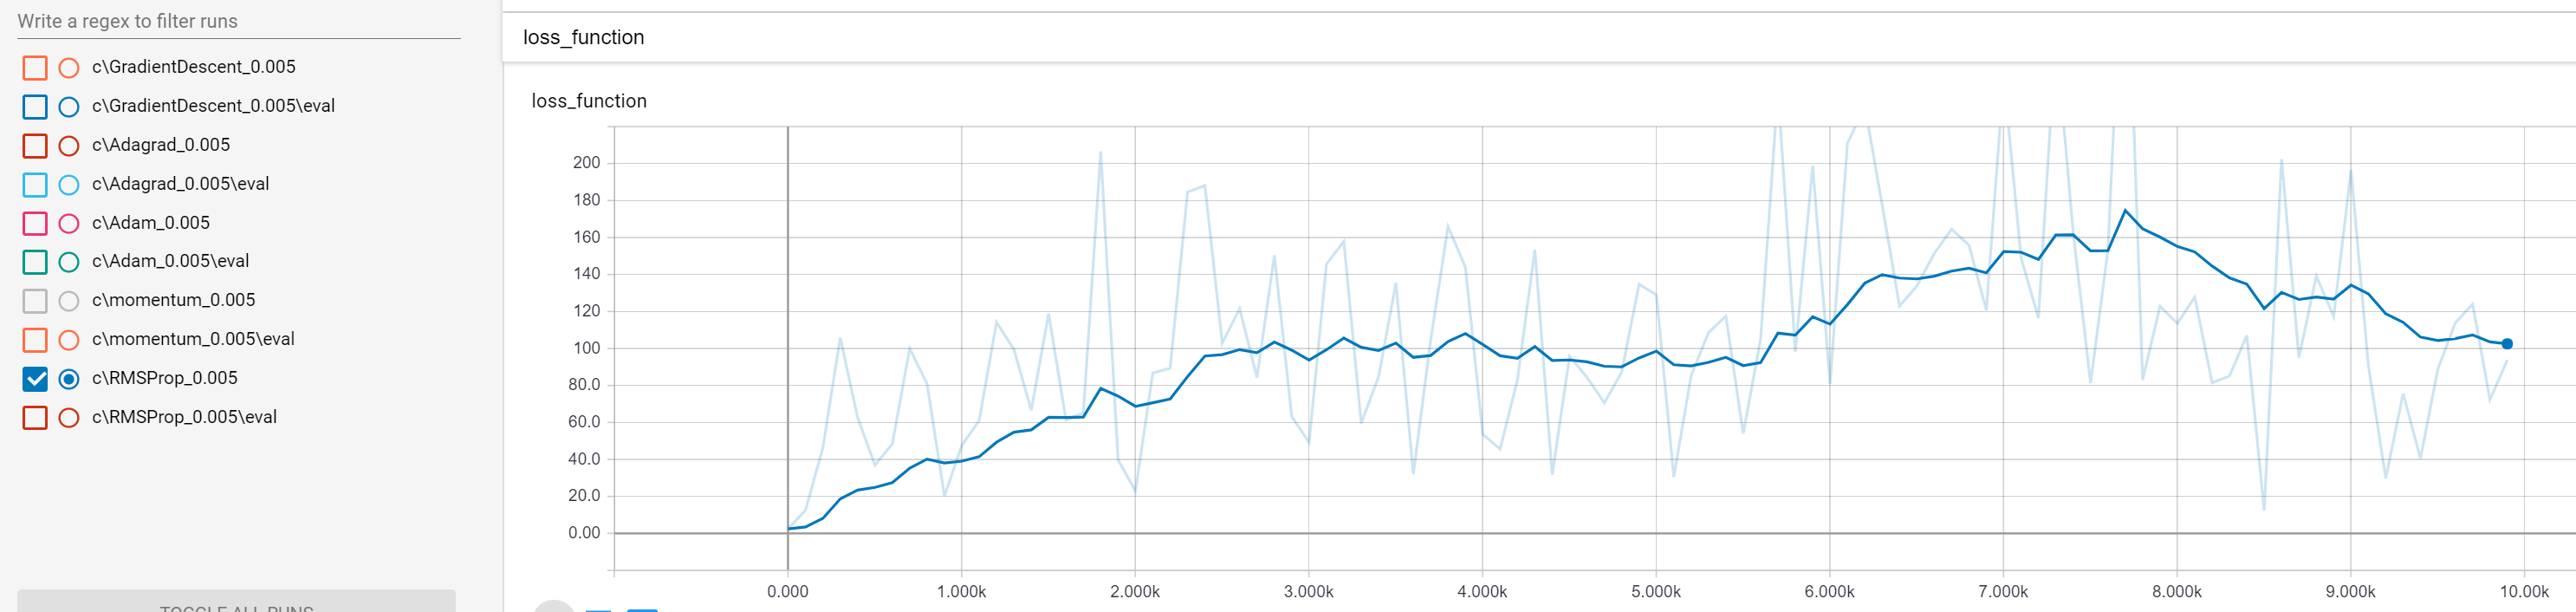 Write a regex to filter runs
c\GradientDescent_0.005
c\GradientDescent_0.005\eval
c\Adagrad_0.005
c\Adagrad_0.005\eval
c\Adam_0.005
c\Adam_0.005\eval
c\momentum_0.005
c\momentum_0.005\eval
c\RMSProp_0.005
c\RMSProp_0.005\eval
TOGGLE ALL RUNS
loss_function
loss_function
200
180
160
140
120
100
80.0
60.0
40.0
20.0
0.00
0.000 1.000k 2.000k 3.000k 4.000k 5.000k 6.000k 7.000k 8.000k 9.000k 10.00k